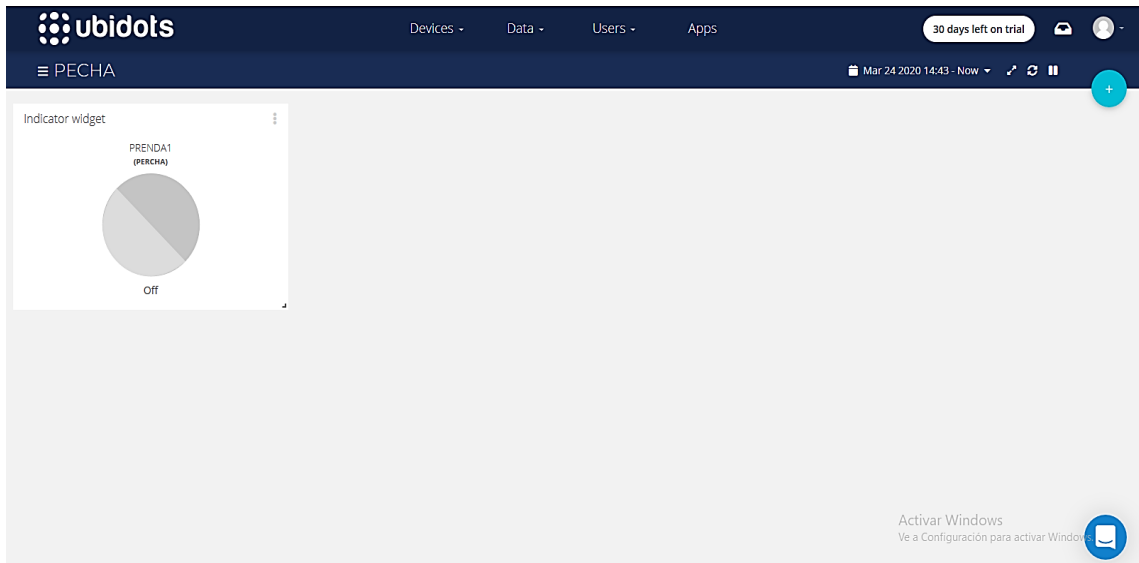 ubidots
Devices
Data
Users
Apps
30 days left on trial
PECHA
Mar 24 2020 14:43 - Now
+
Indicator widget
PRENDA1
(PERCHA)
Off
Activar Windows
Ve a Configuración para activar Windows.